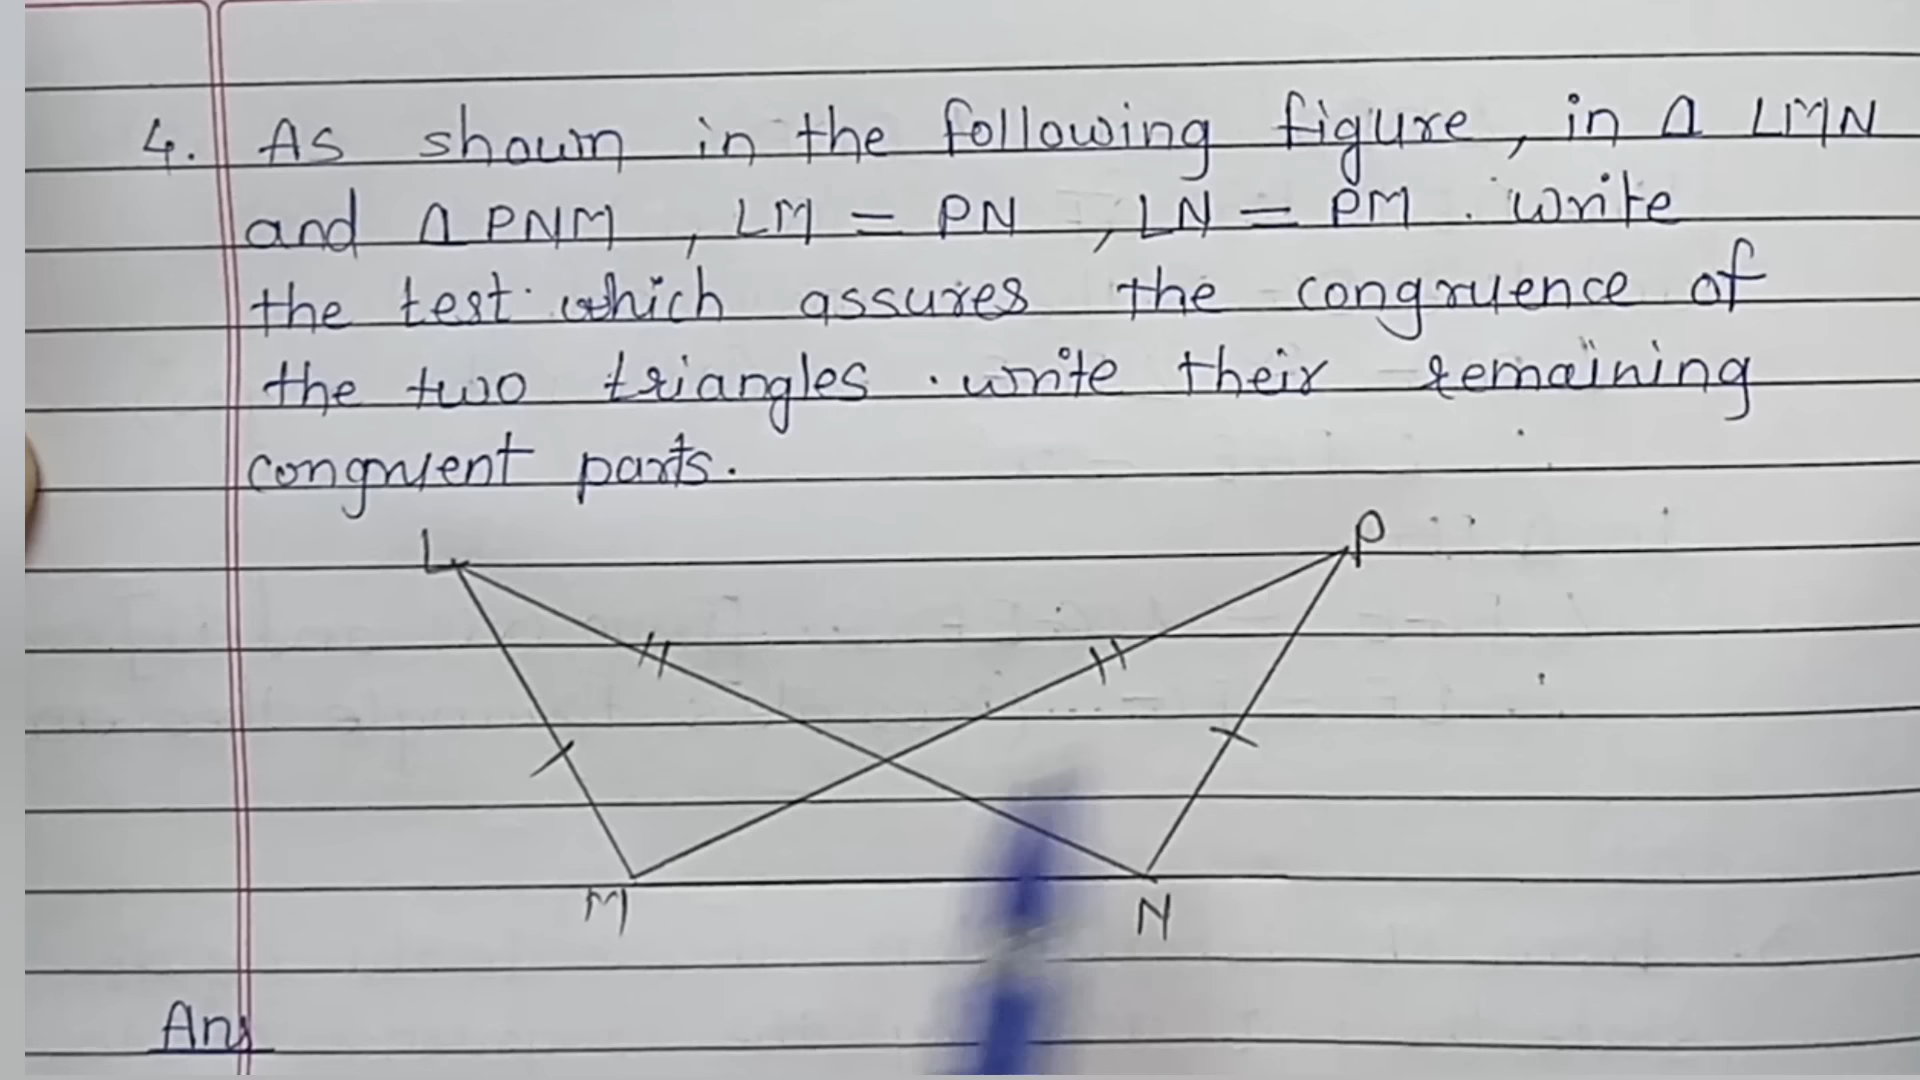 4. As shown in the following figure, in Δ LMN
and Δ PNM, LM = PN, LN = PM. write
the test which assures the congruence of
the two triangles. write their remaining
congruent parts.
L P
M N
Ans